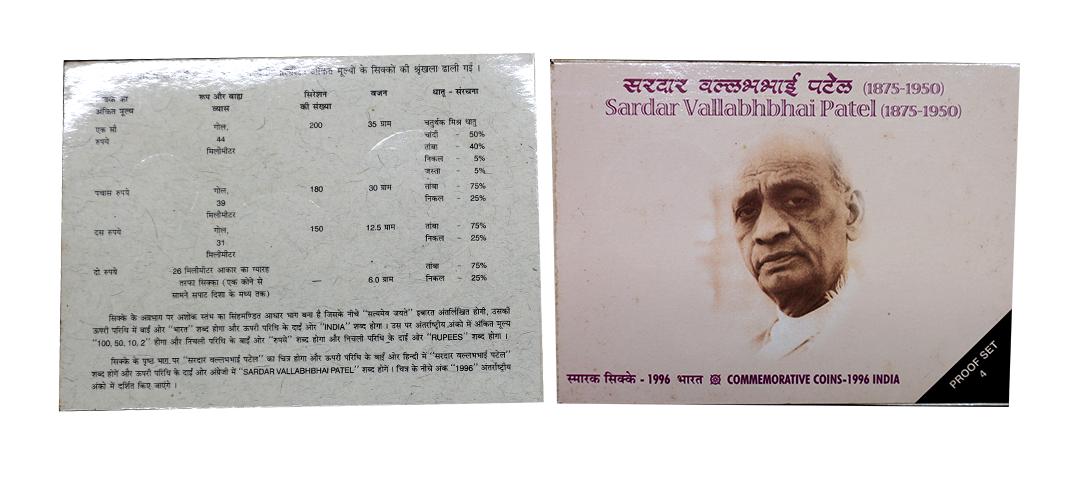 अंकित मूल्यों के सिक्कों की श्रृंखला ढाली गई ।
सिक्के का रूप और बाह्य सिरेशन वजन धातु - संरचना
अंकित मूल्य व्यास की संख्या
एक सौ गोल, 200 35 ग्राम चतुर्थक मिश्र धातु
रुपये 44 चांदी - 50%
मिलीमीटर तांबा - 40%
निकल - 5%
जस्ता - 5%
पचास रुपये गोल, 180 30 ग्राम तांबा - 75%
39 निकल - 25%
मिलीमीटर
दस रुपये गोल, 150 12.5 ग्राम तांबा - 75%
31 निकल - 25%
मिलीमीटर
दो रुपये 26 मिलीमीटर आकार का ग्यारह तांबा - 75%
तरफा सिक्का (एक कोने से — 6.0 ग्राम निकल - 25%
सामने सपाट दिशा के मध्य तक)
सिक्के के अग्रभाग पर अशोक स्तंभ का सिंहमण्डित आधार भाग बना है जिसके नीचे "सत्यमेव जयते" इबारत अंतर्लिखित होगी, उसकी
ऊपरी परिधि में बाईं ओर "भारत" शब्द होगा और ऊपरी परिधि के दाईं ओर "INDIA" शब्द होगा । उस पर अंतर्राष्ट्रीय अंकों में अंकित मूल्य
"100, 50, 10, 2" होगा और निचली परिधि के बाईं ओर "रुपये" शब्द होगा और निचली परिधि के दाईं ओर "RUPEES" शब्द होगा ।
सिक्के के पृष्ठ भाग पर "सरदार वल्लभभाई पटेल" का चित्र होगा और ऊपरी परिधि के बाईं ओर हिन्दी में "सरदार वल्लभभाई पटेल"
शब्द होंगे और ऊपरी परिधि के दाईं ओर अंग्रेजी में "SARDAR VALLABHBHAI PATEL" शब्द होंगे । चित्र के नीचे अंक "1996" अंतर्राष्ट्रीय
अंको में दर्शित किए जाएंगे ।
सरदार वल्लभभाई पटेल (1875-1950)
Sardar Vallabhbhai Patel (1875-1950)
स्मारक सिक्के - 1996 भारत COMMEMORATIVE COINS-1996 INDIA
PROOF SET
4